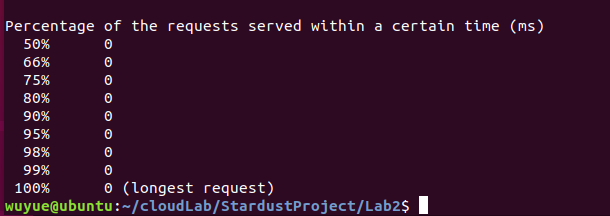 Percentage of the requests served within a certain time (ms)
  50%      0
  66%      0
  75%      0
  80%      0
  90%      0
  95%      0
  98%      0
  99%      0
 100%      0 (longest request)
wuyue@ubuntu:~/cloudLab/StardustProject/Lab2$